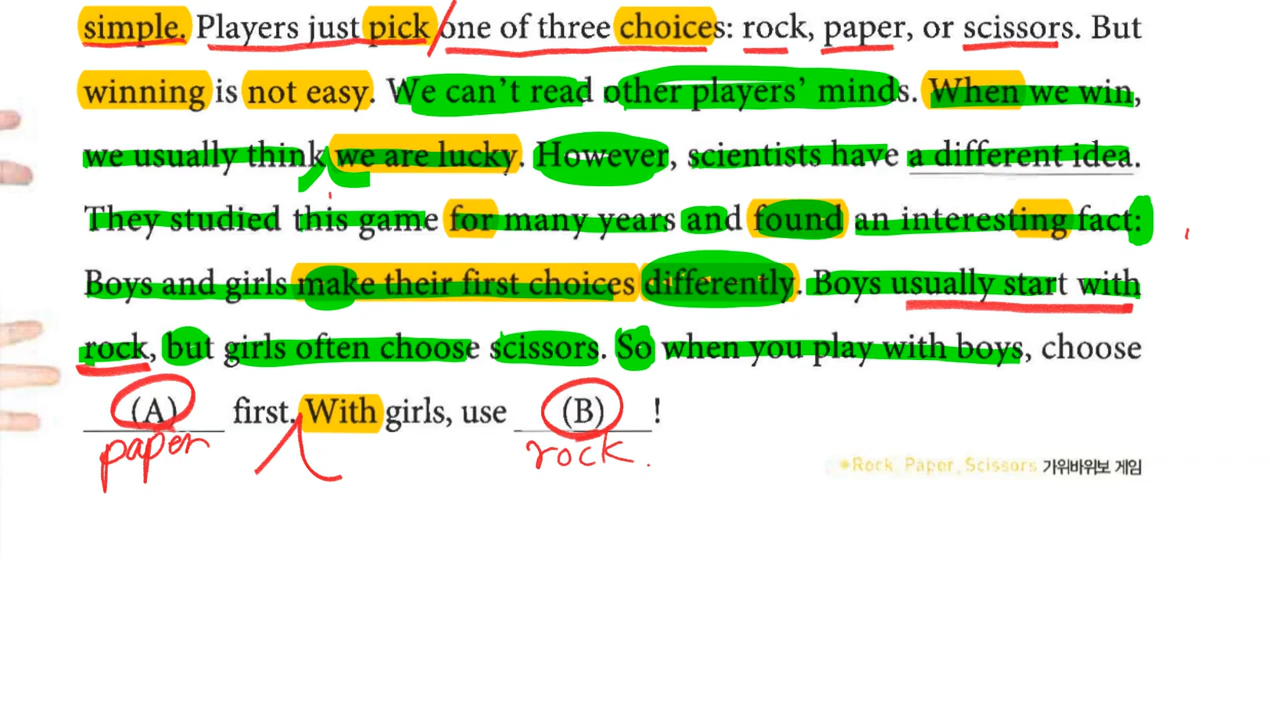 simple. Players just pick one of three choices: rock, paper, or scissors. But
winning is not easy. We can't read other players' minds. When we win,
we usually think we are lucky. However, scientists have a different idea.
They studied this game for many years and found an interesting fact:
Boys and girls make their first choices differently. Boys usually start with
rock, but girls often choose scissors. So when you play with boys, choose
(A) first. With girls, use (B) !
paper rock.
*Rock, Paper, Scissors 가위바위보 게임